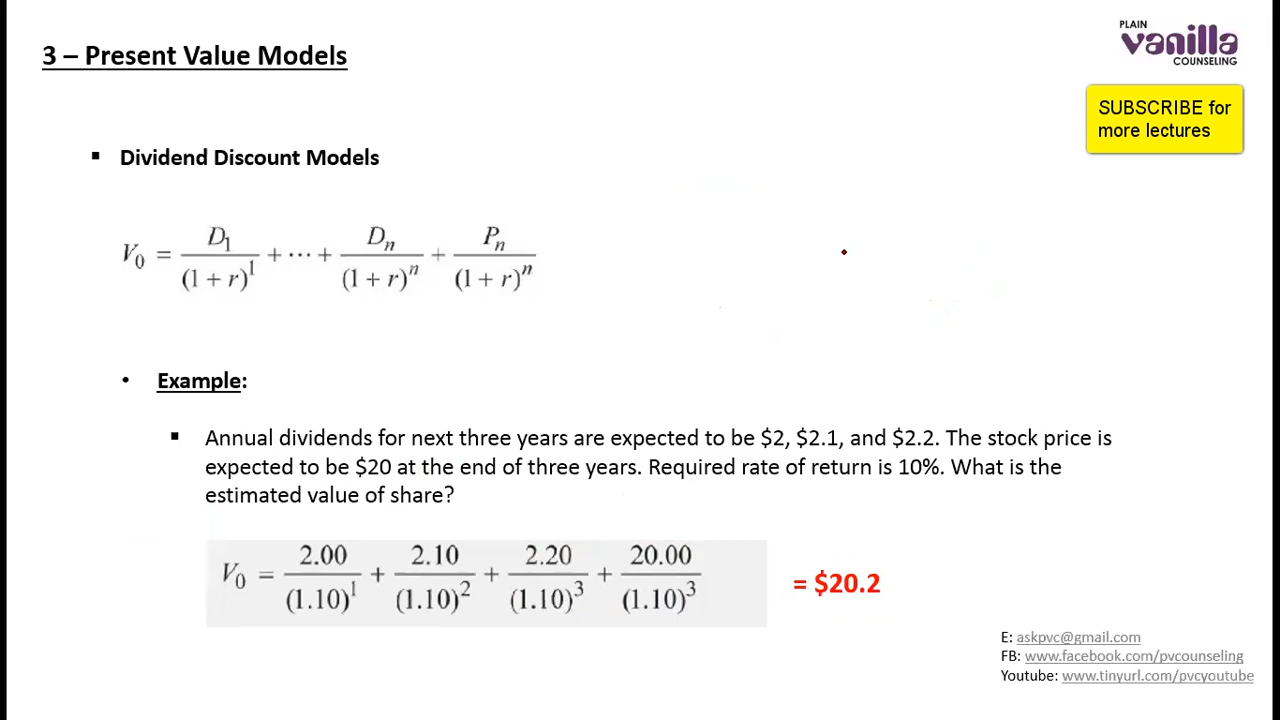 3 – Present Value Models
PLAIN
vanilla
COUNSELING
SUBSCRIBE for
more lectures
▪ Dividend Discount Models
V₀ = D₁/(1 + r)¹ + ⋯ + Dₙ/(1 + r)ⁿ + Pₙ/(1 + r)ⁿ
• Example:
▪ Annual dividends for next three years are expected to be $2, $2.1, and $2.2. The stock price is
expected to be $20 at the end of three years. Required rate of return is 10%. What is the
estimated value of share?
V₀ = 2.00/(1.10)¹ + 2.10/(1.10)² + 2.20/(1.10)³ + 20.00/(1.10)³ = $20.2
E: askpvc@gmail.com
FB: www.facebook.com/pvcounseling
Youtube: www.tinyurl.com/pvcyoutube